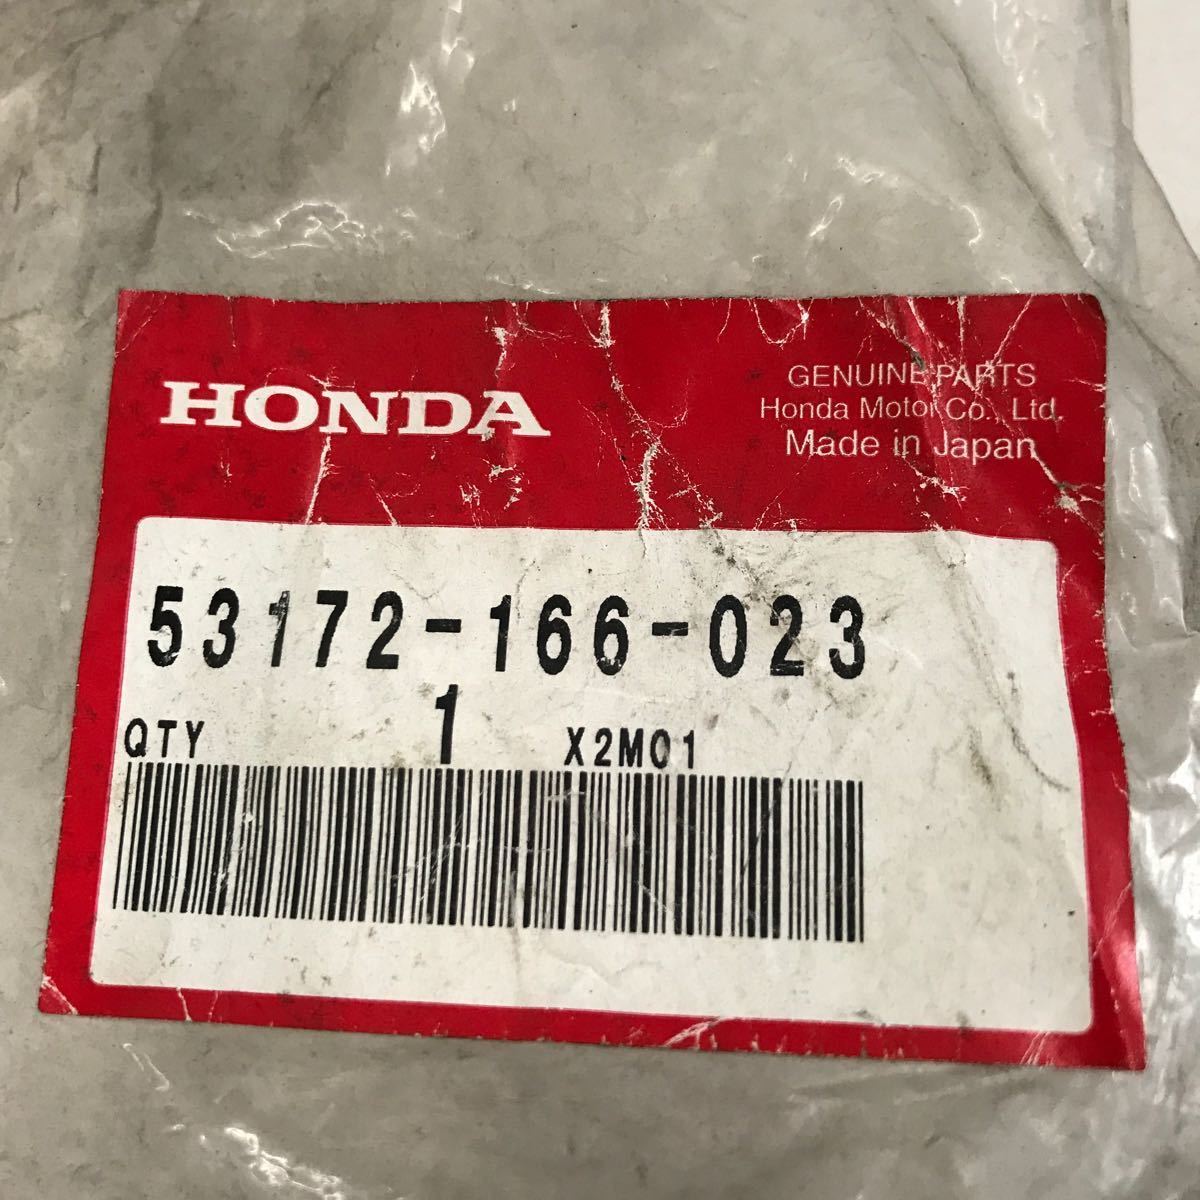 HONDA
GENUINE PARTS
Honda Motor Co., Ltd.
Made in Japan
53172-166-023
QTY 1 X2M01